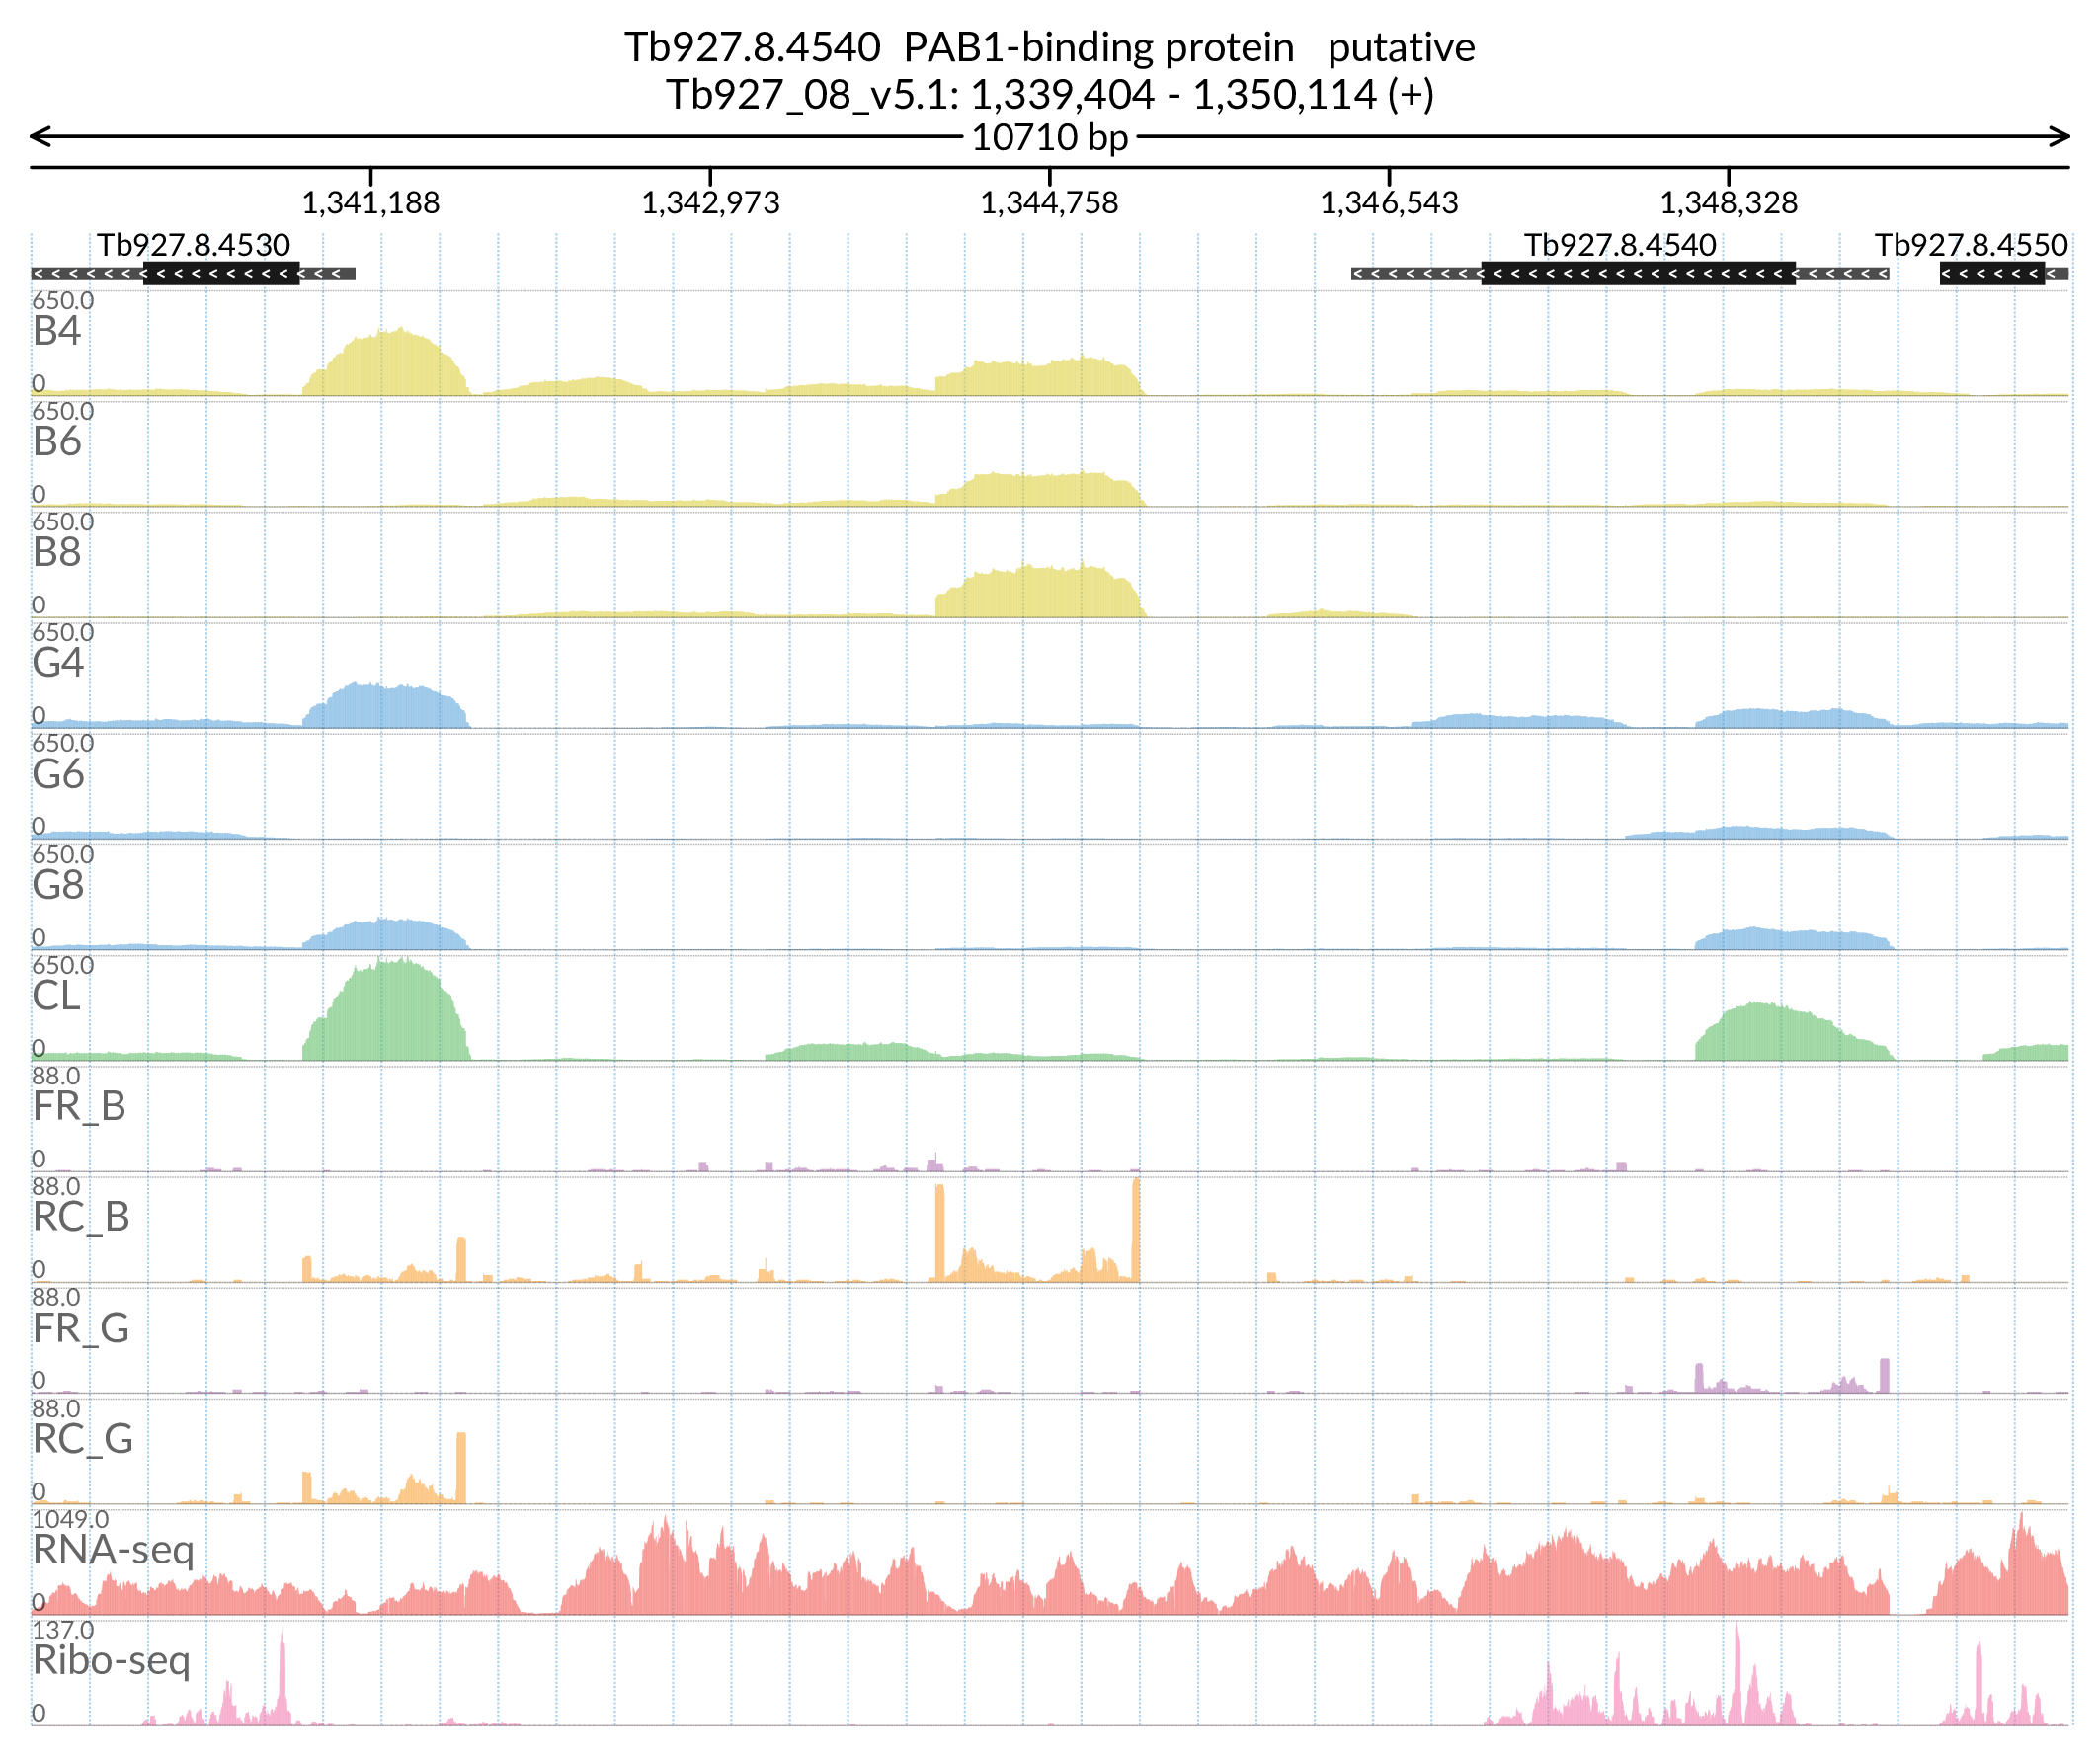 Tb927.8.4540 PAB1-binding protein putative
Tb927_08_v5.1: 1,339,404 - 1,350,114 (+)
10710 bp
1,341,188 1,342,973 1,344,758 1,346,543 1,348,328
Tb927.8.4530 Tb927.8.4540 Tb927.8.4550
650.0
B4
0
650.0
B6
0
650.0
B8
0
650.0
G4
0
650.0
G6
0
650.0
G8
0
650.0
CL
0
88.0
FR_B
0
88.0
RC_B
0
88.0
FR_G
0
88.0
RC_G
0
1049.0
RNA-seq
0
137.0
Ribo-seq
0